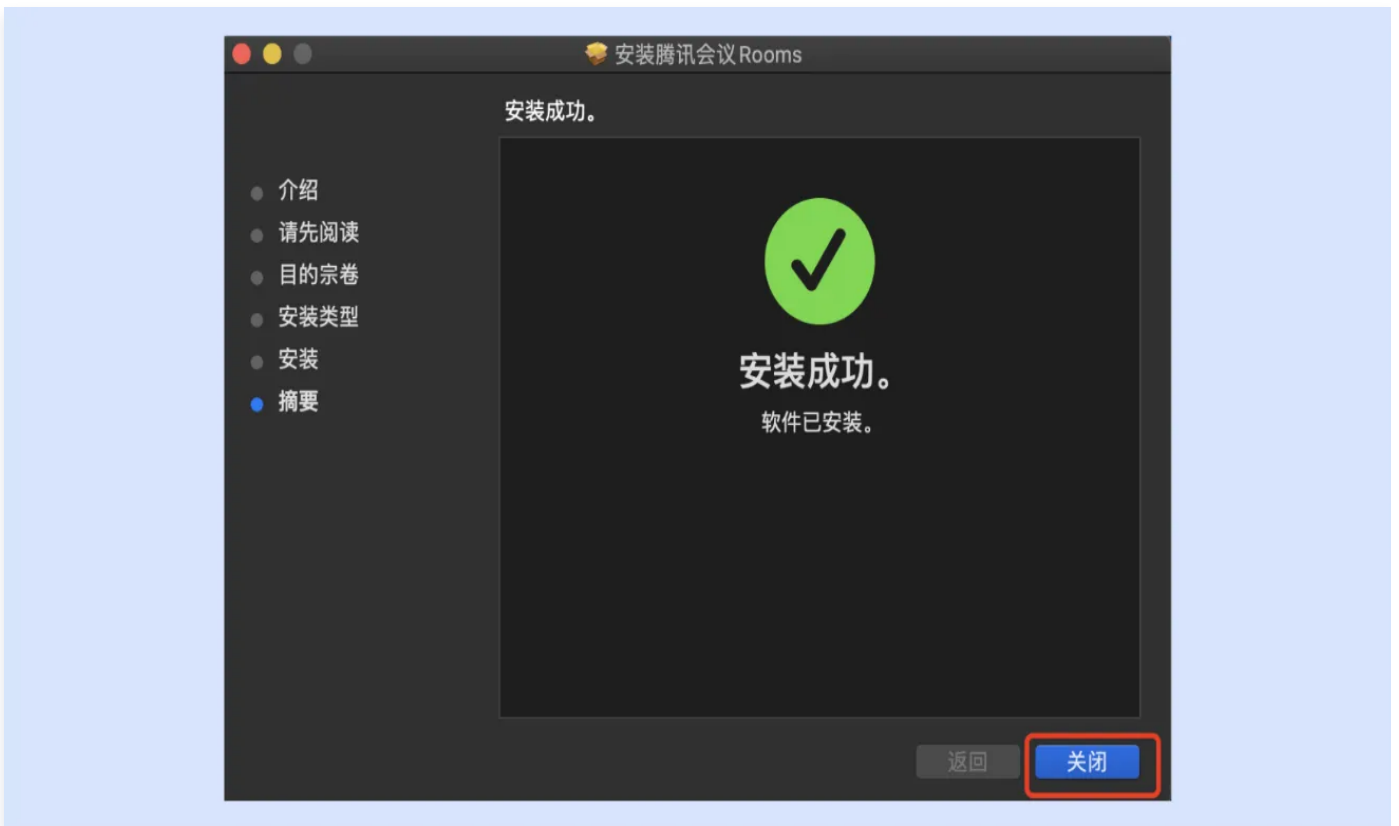 安装腾讯会议Rooms
安装成功。
介绍
请先阅读
目的宗卷
安装类型
安装
摘要
安装成功。
软件已安装。
返回
关闭